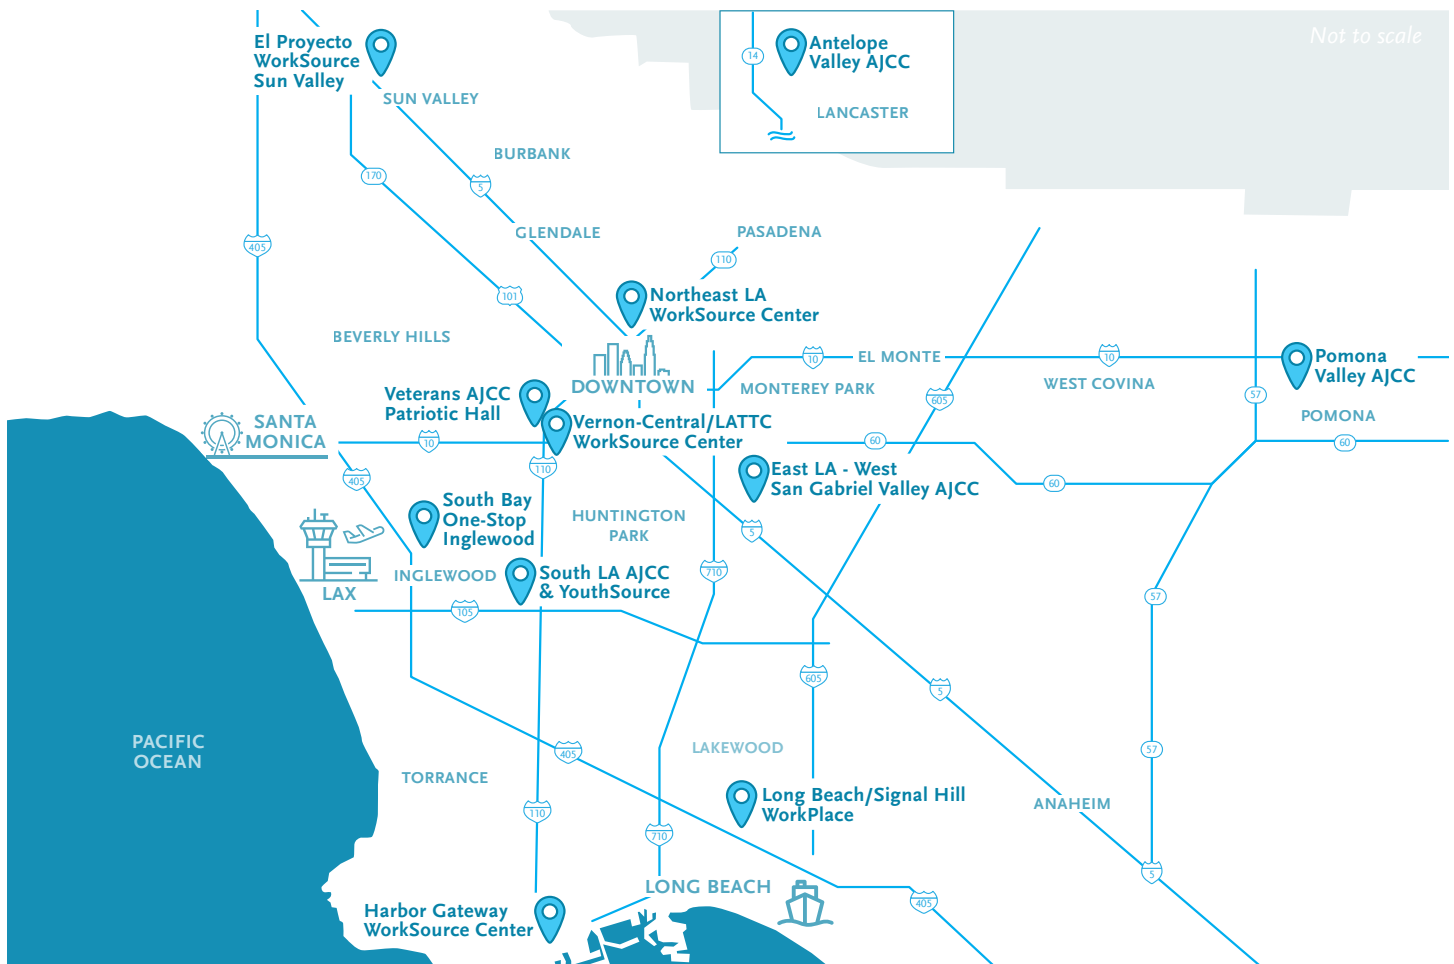 Not to scale
El Proyecto
WorkSource
Sun Valley
Antelope
Valley AJCC
14
SUN VALLEY
LANCASTER
BURBANK
170
5
GLENDALE
PASADENA
405
110
101
Northeast LA
WorkSource Center
BEVERLY HILLS
10
EL MONTE
10
Pomona
Valley AJCC
DOWNTOWN
MONTEREY PARK
WEST COVINA
Veterans AJCC
Patriotic Hall
605
57
POMONA
SANTA
MONICA
Vernon-Central/LATTC
WorkSource Center
10
60
60
110
405
East LA - West
San Gabriel Valley AJCC
60
South Bay
One-Stop
Inglewood
HUNTINGTON
PARK
5
INGLEWOOD
South LA AJCC
& YouthSource
710
LAX
105
57
605
5
PACIFIC
OCEAN
405
LAKEWOOD
57
TORRANCE
Long Beach/Signal Hill
WorkPlace
ANAHEIM
110
710
5
LONG BEACH
405
Harbor Gateway
WorkSource Center